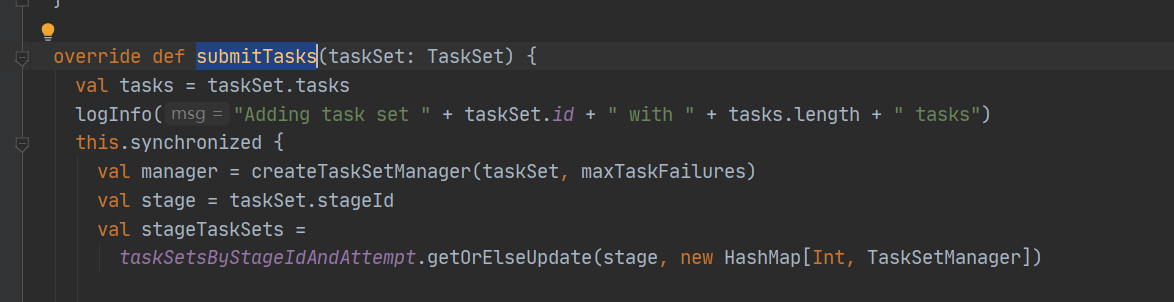 }
override def submitTasks(taskSet: TaskSet) {
val tasks = taskSet.tasks
logInfo( msg = "Adding task set " + taskSet.id + " with " + tasks.length + " tasks")
this.synchronized {
val manager = createTaskSetManager(taskSet, maxTaskFailures)
val stage = taskSet.stageId
val stageTaskSets =
taskSetsByStageIdAndAttempt.getOrElseUpdate(stage, new HashMap[Int, TaskSetManager])